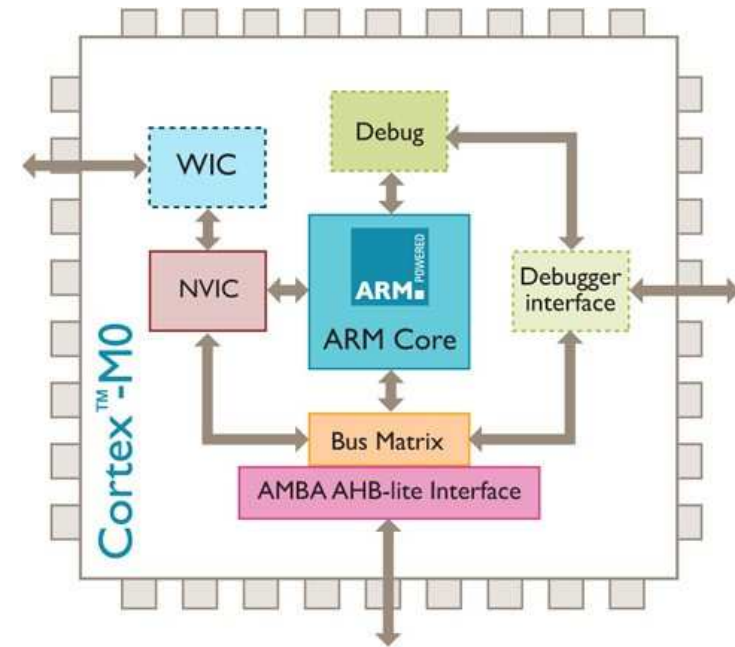 WIC
Debug
NVIC
ARM POWERED
ARM Core
Debugger
interface
Bus Matrix
AMBA AHB-lite Interface
Cortex™-M0